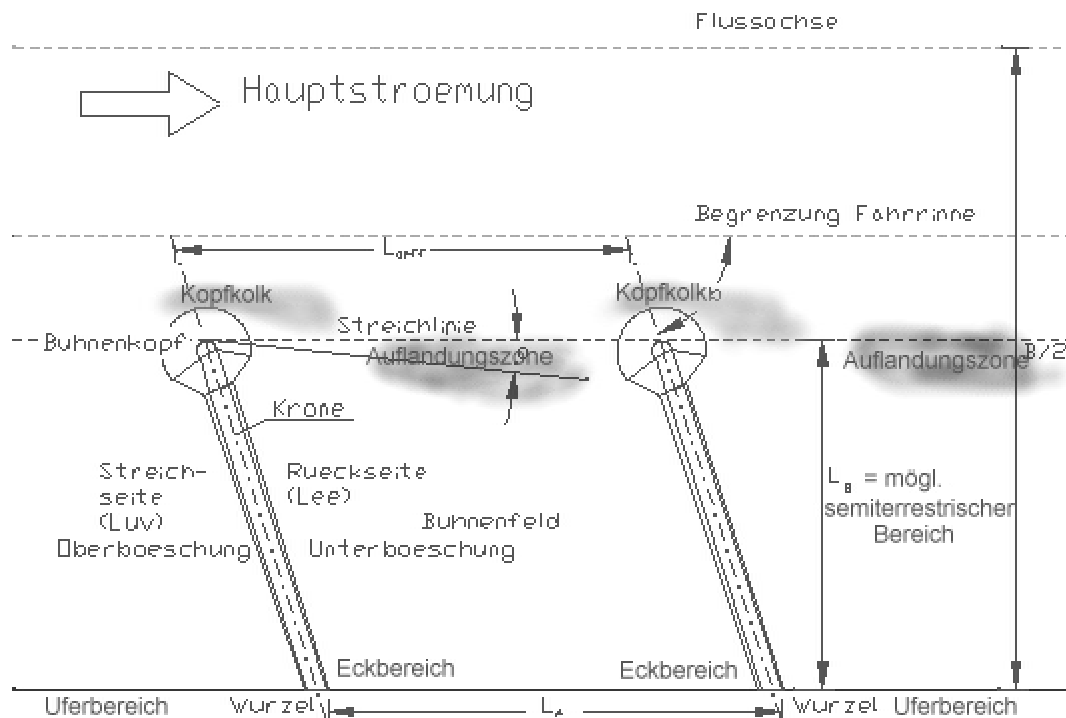 Flussachse
Hauptstroemung
Begrenzung Fahrrinne
Kopfkolk
Kopfkolk
Streichlinie
Buhnenkopf
Auflandungszone
Auflandungszone
B/2
Krone
Streich-
seite
(Luv)
Oberboeschung
Rueckseite
(Lee)
Unterboeschung
Buhnenfeld
L_B = mögl.
semiterrestrischer
Bereich
Eckbereich
Eckbereich
Uferbereich
Wurzel
Wurzel
Uferbereich